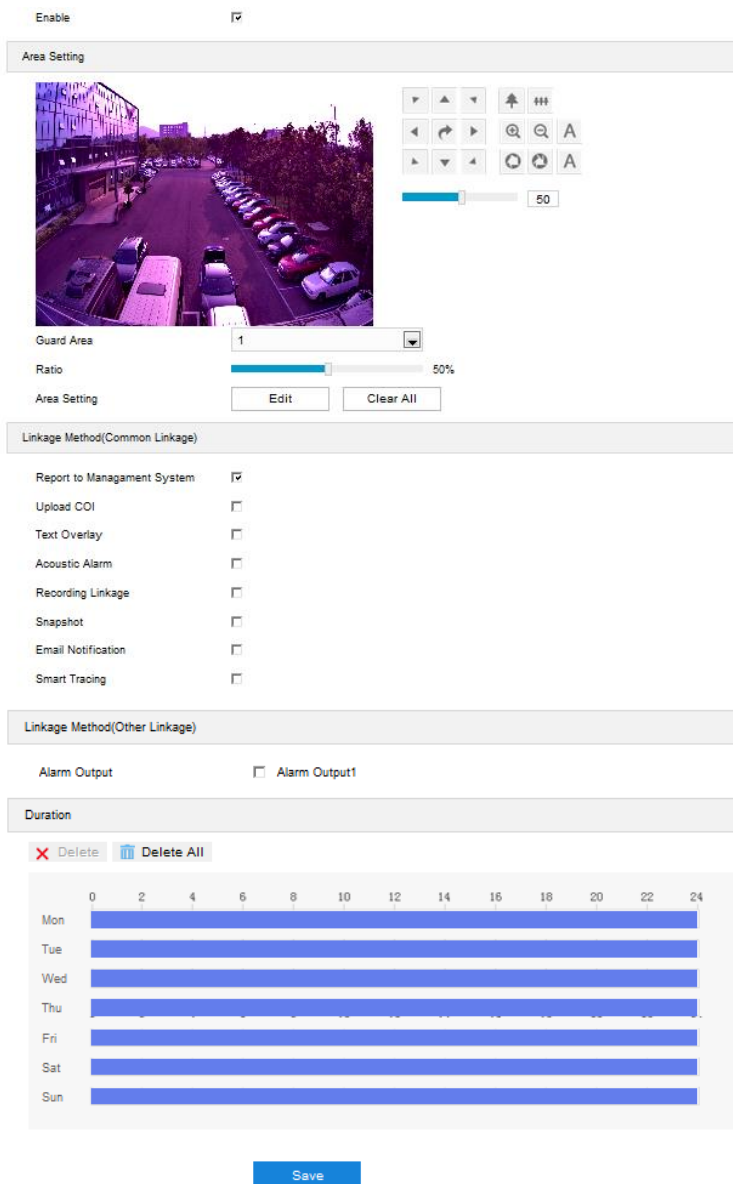 Enable
Area Setting
A
A
50
Guard Area 1
Ratio 50%
Area Setting Edit Clear All
Linkage Method(Common Linkage)
Report to Managament System
Upload COI
Text Overlay
Acoustic Alarm
Recording Linkage
Snapshot
Email Notification
Smart Tracing
Linkage Method(Other Linkage)
Alarm Output Alarm Output1
Duration
Delete Delete All
0 2 4 6 8 10 12 14 16 18 20 22 24
Mon
Tue
Wed
Thu
Fri
Sat
Sun
Save